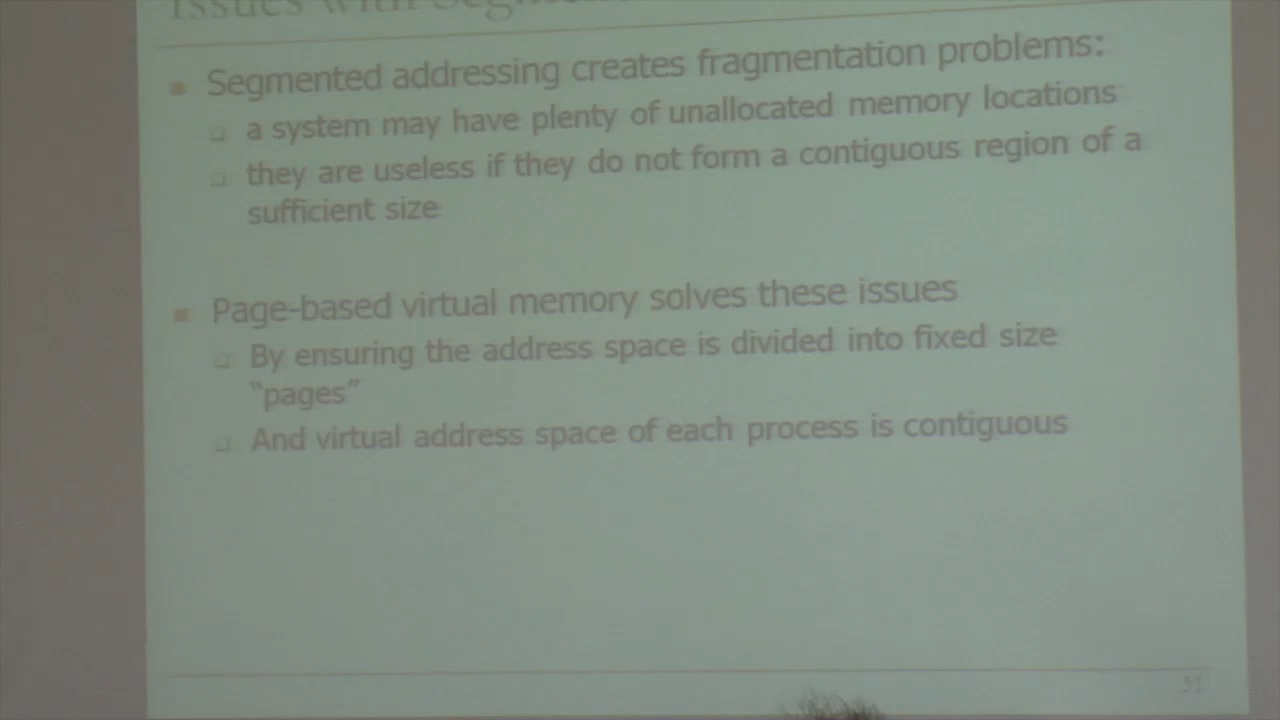 Issues with
Segmented addressing creates fragmentation problems:
a system may have plenty of unallocated memory locations
they are useless if they do not form a contiguous region of a
sufficient size
Page-based virtual memory solves these issues
By ensuring the address space is divided into fixed size
"pages"
And virtual address space of each process is contiguous